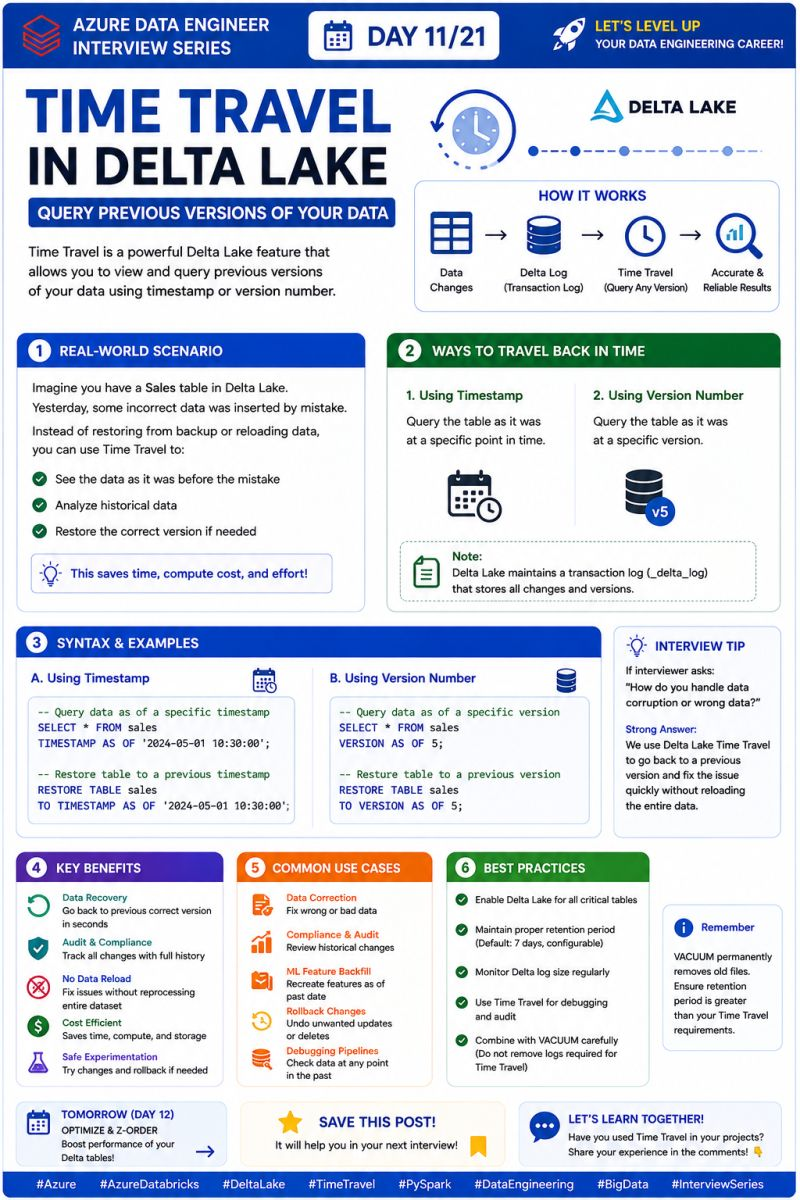 AZURE DATA ENGINEER
INTERVIEW SERIES
DAY 11/21
LET'S LEVEL UP
YOUR DATA ENGINEERING CAREER!
TIME TRAVEL
IN DELTA LAKE
QUERY PREVIOUS VERSIONS OF YOUR DATA
Time Travel is a powerful Delta Lake feature that
allows you to view and query previous versions
of your data using timestamp or version number.
DELTA LAKE
HOW IT WORKS
Data
Changes
Delta Log
(Transaction Log)
Time Travel
(Query Any Version)
Accurate &
Reliable Results
1 REAL-WORLD SCENARIO
Imagine you have a Sales table in Delta Lake.
Yesterday, some incorrect data was inserted by mistake.
Instead of restoring from backup or reloading data,
you can use Time Travel to:
See the data as it was before the mistake
Analyze historical data
Restore the correct version if needed
This saves time, compute cost, and effort!
2 WAYS TO TRAVEL BACK IN TIME
1. Using Timestamp
Query the table as it was
at a specific point in time.
2. Using Version Number
Query the table as it was
at a specific version.
v5
Note:
Delta Lake maintains a transaction log (_delta_log)
that stores all changes and versions.
3 SYNTAX & EXAMPLES
A. Using Timestamp
-- Query data as of a specific timestamp
SELECT * FROM sales
TIMESTAMP AS OF '2024-05-01 10:30:00';
-- Restore table to a previous timestamp
RESTORE TABLE sales
TO TIMESTAMP AS OF '2024-05-01 10:30:00';
B. Using Version Number
-- Query data as of a specific version
SELECT * FROM sales
VERSION AS OF 5;
-- Resture table to a previous version
RESTORE TABLE sales
TO VERSION AS OF 5;
INTERVIEW TIP
If interviewer asks:
"How do you handle data
corruption or wrong data?"
Strong Answer:
We use Delta Lake Time Travel
to go back to a previous
version and fix the issue
quickly without reloading
the entire data.
4 KEY BENEFITS
Data Recovery
Go back to previous correct version
in seconds
Audit & Compliance
Track all changes with full history
No Data Reload
Fix issues without reprocessing
entire dataset
Cost Efficient
Saves time, compute, and storage
Safe Experimentation
Try changes and rollback if needed
5 COMMON USE CASES
Data Correction
Fix wrong or bad data
Compliance & Audit
Review historical changes
ML Feature Backfill
Recreate features as of
past date
Rollback Changes
Undo unwanted updates
or deletes
Debugging Pipelines
Check data at any point
in the past
6 BEST PRACTICES
Enable Delta Lake for all critical tables
Maintain proper retention period
(Default: 7 days, configurable)
Monitor Delta log size regularly
Use Time Travel for debugging
and audit
Combine with VACUUM carefully
(Do not remove logs required for
Time Travel)
Remember
VACUUM permanently
removes old files.
Ensure retention
period is greater
than your Time Travel
requirements.
TOMORROW (DAY 12)
OPTIMIZE & Z-ORDER
Boost performance of your
Delta tables!
SAVE THIS POST!
It will help you in your next interview!
LET'S LEARN TOGETHER!
Have you used Time Travel in your projects?
Share your experience in the comments! 👇
#Azure #AzureDatabricks #DeltaLake #TimeTravel #PySpark #DataEngineering #BigData #InterviewSeries